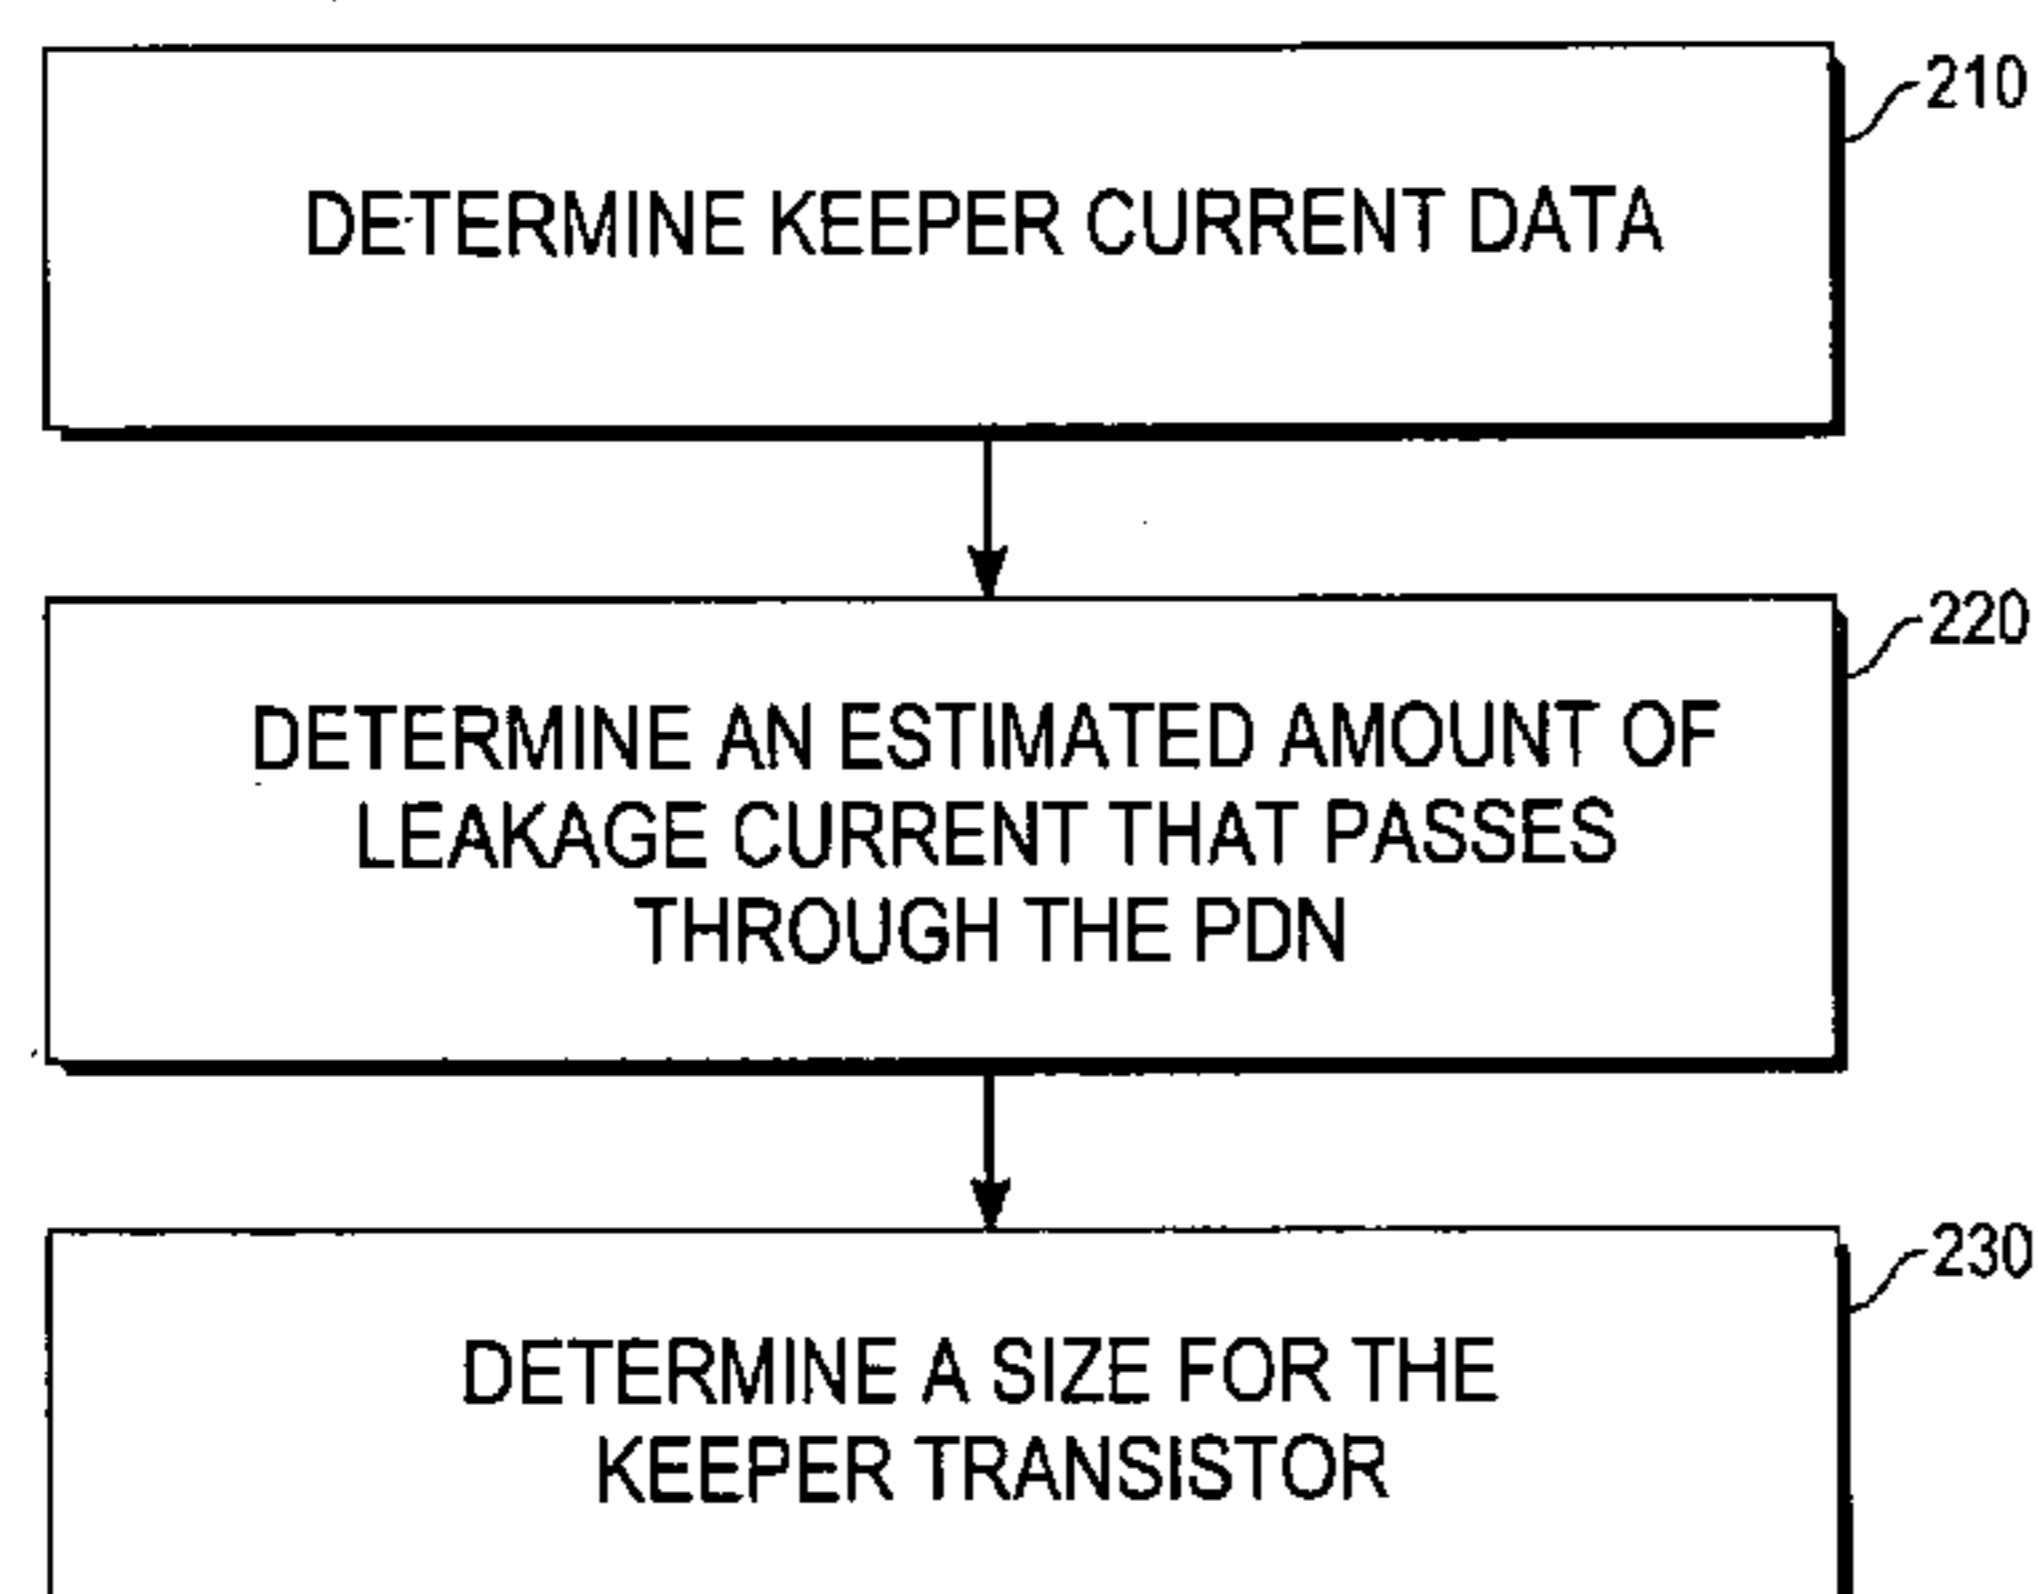 210
DETERMINE KEEPER CURRENT DATA
220
DETERMINE AN ESTIMATED AMOUNT OF
LEAKAGE CURRENT THAT PASSES
THROUGH THE PDN
230
DETERMINE A SIZE FOR THE
KEEPER TRANSISTOR